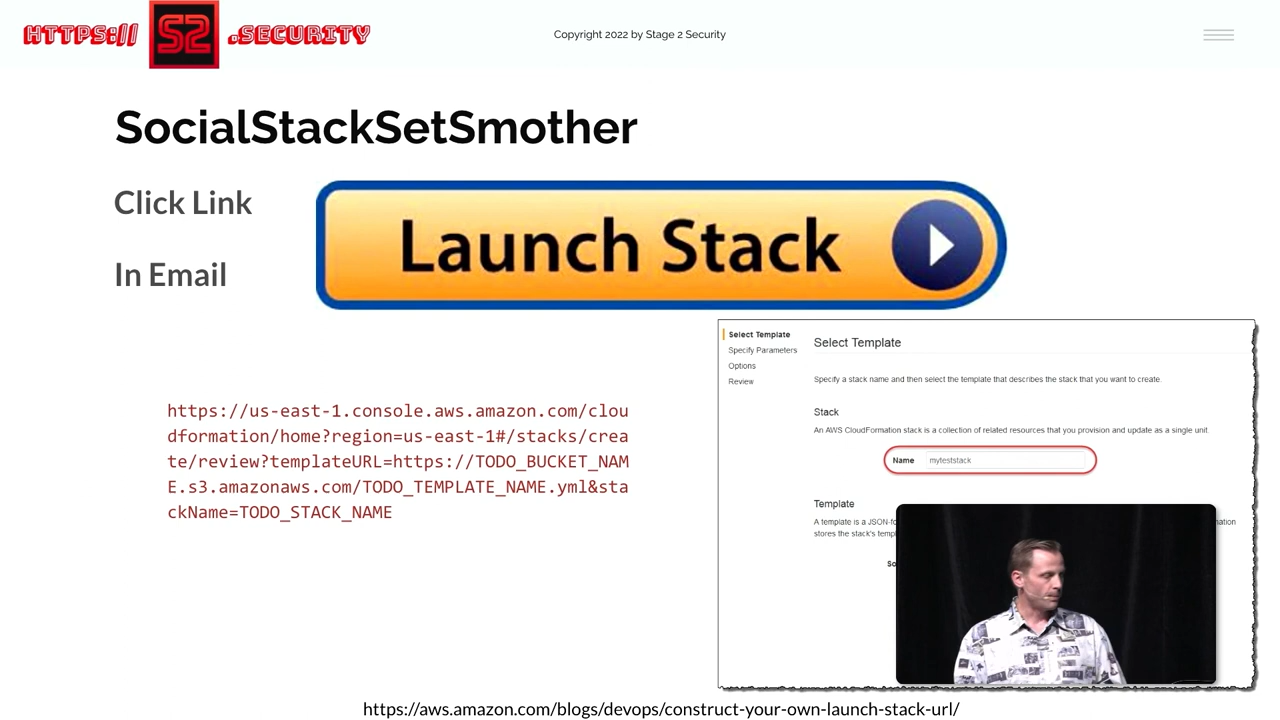 HTTPS:// S2 .SECURITY
Copyright 2022 by Stage 2 Security
SocialStackSetSmother
Click Link
In Email
Launch Stack
https://us-east-1.console.aws.amazon.com/clou
dformation/home?region=us-east-1#/stacks/crea
te/review?templateURL=https://TODO_BUCKET_NAM
E.s3.amazonaws.com/TODO_TEMPLATE_NAME.yml&sta
ckName=TODO_STACK_NAME
Select Template
Specify Parameters
Options
Review
Select Template
Specify a stack name and then select the template that describes the stack that you want to create.
Stack
An AWS CloudFormation stack is a collection of related resources that you provision and update as a single unit.
Name myteststack
Template
A template is a
stores the stack's
https://aws.amazon.com/blogs/devops/construct-your-own-launch-stack-url/